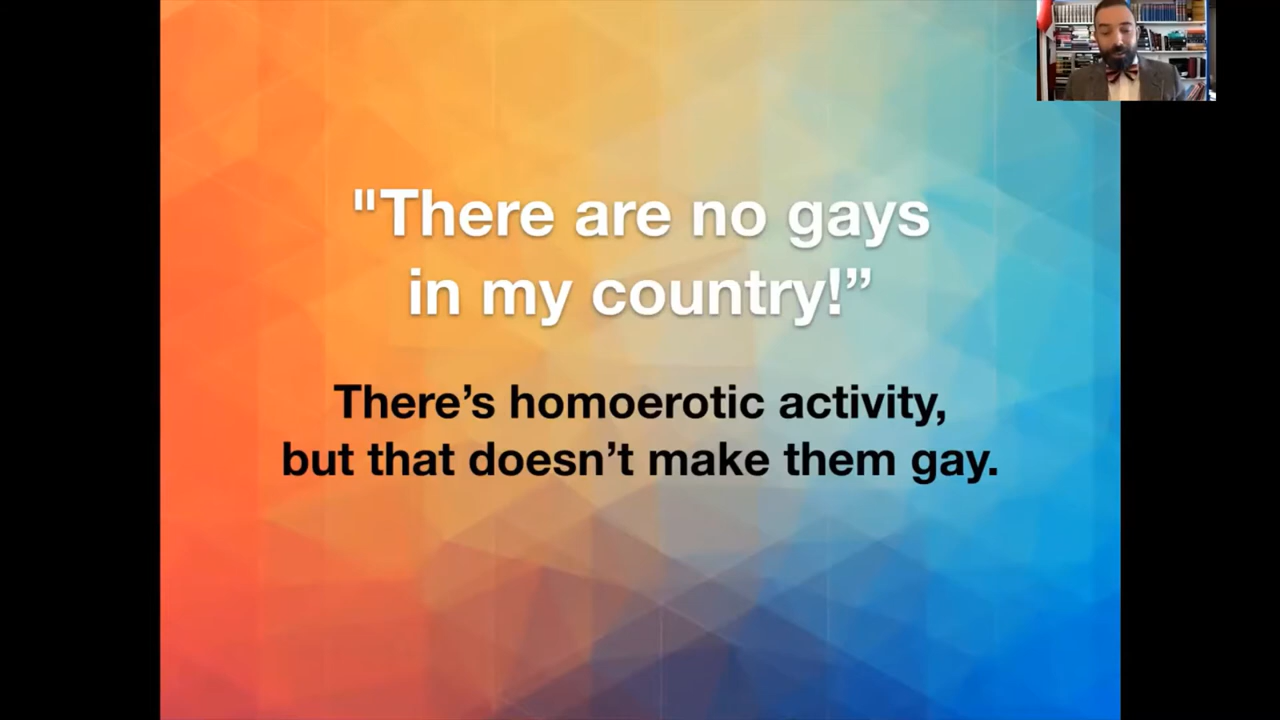 "There are no gays
in my country!”
There’s homoerotic activity,
but that doesn’t make them gay.